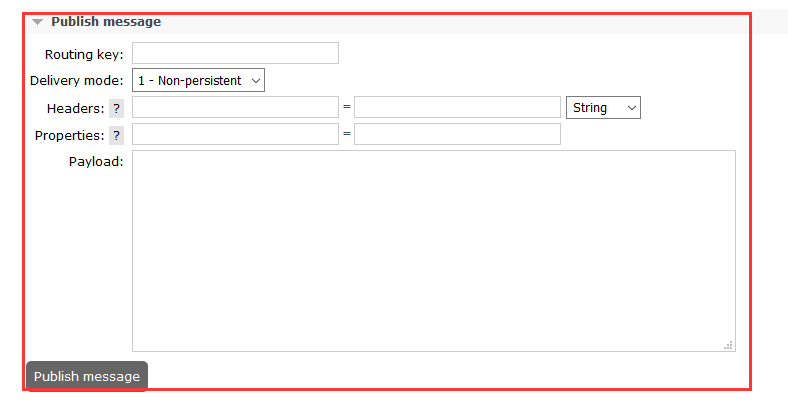 Publish message
Routing key:
Delivery mode: 1 - Non-persistent
Headers: ? = String
Properties: ? =
Payload:
Publish message